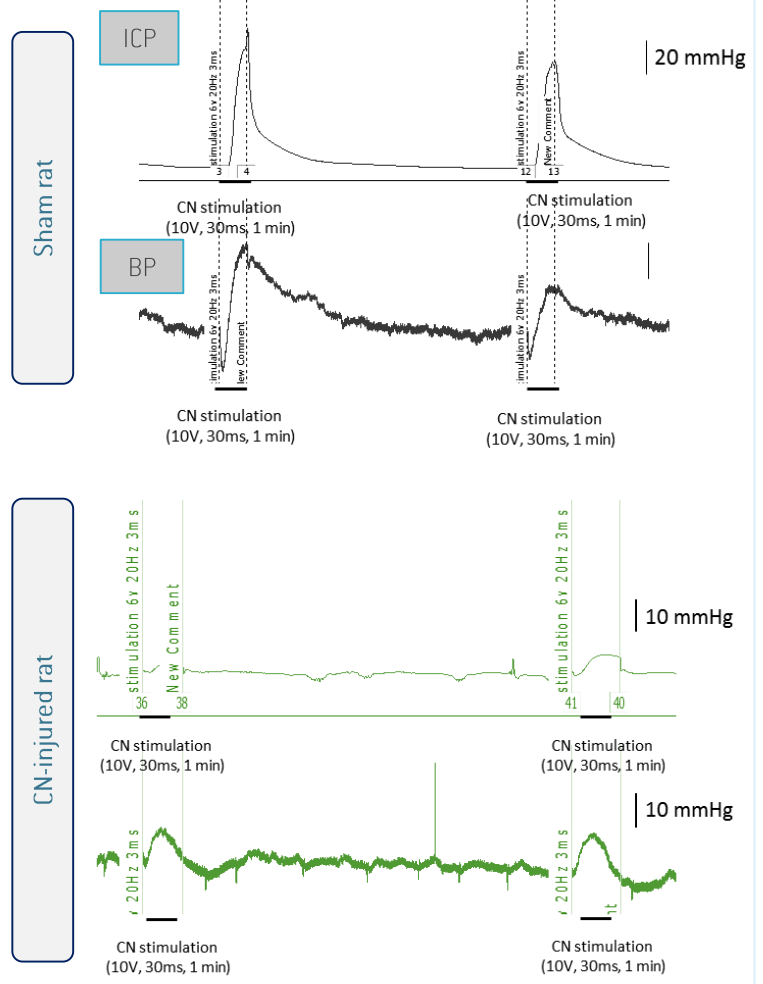 ICP
stimulation 6v 20Hz 3ms
stimulation 6v 20Hz 3ms
New Comment
20 mmHg
3
4
12
13
Sham rat
CN stimulation
(10V, 30ms, 1 min)
CN stimulation
(10V, 30ms, 1 min)
BP
imulation 6v 20Hz 3ms
lew Comment
imulation 6v 20Hz 3ms
CN stimulation
(10V, 30ms, 1 min)
CN stimulation
(10V, 30ms, 1 min)
CN-injured rat
stimulation 6v 20Hz 3ms
New Comment
stimulation 6v 20Hz 3ms
10 mmHg
36
38
41
40
CN stimulation
(10V, 30ms, 1 min)
CN stimulation
(10V, 30ms, 1 min)
10 mmHg
v 20Hz 3ms
v 20Hz 3ms
nt
CN stimulation
(10V, 30ms, 1 min)
CN stimulation
(10V, 30ms, 1 min)